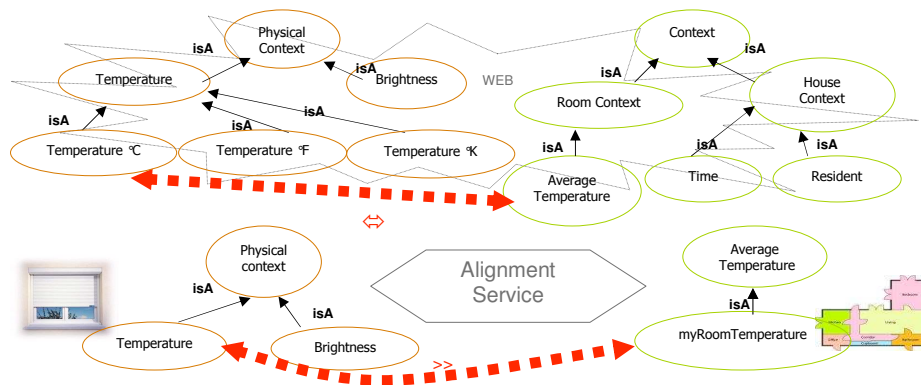 Physical
Context
isA
isA
Temperature
Brightness
isA
isA
isA
Temperature °C
Temperature °F
Temperature °K
WEB
Context
isA
isA
Room Context
House
Context
isA
isA
isA
Average
Temperature
Time
Resident
⇔
Physical
context
isA
isA
Temperature
Brightness
>>
Alignment
Service
Average
Temperature
isA
myRoomTemperature